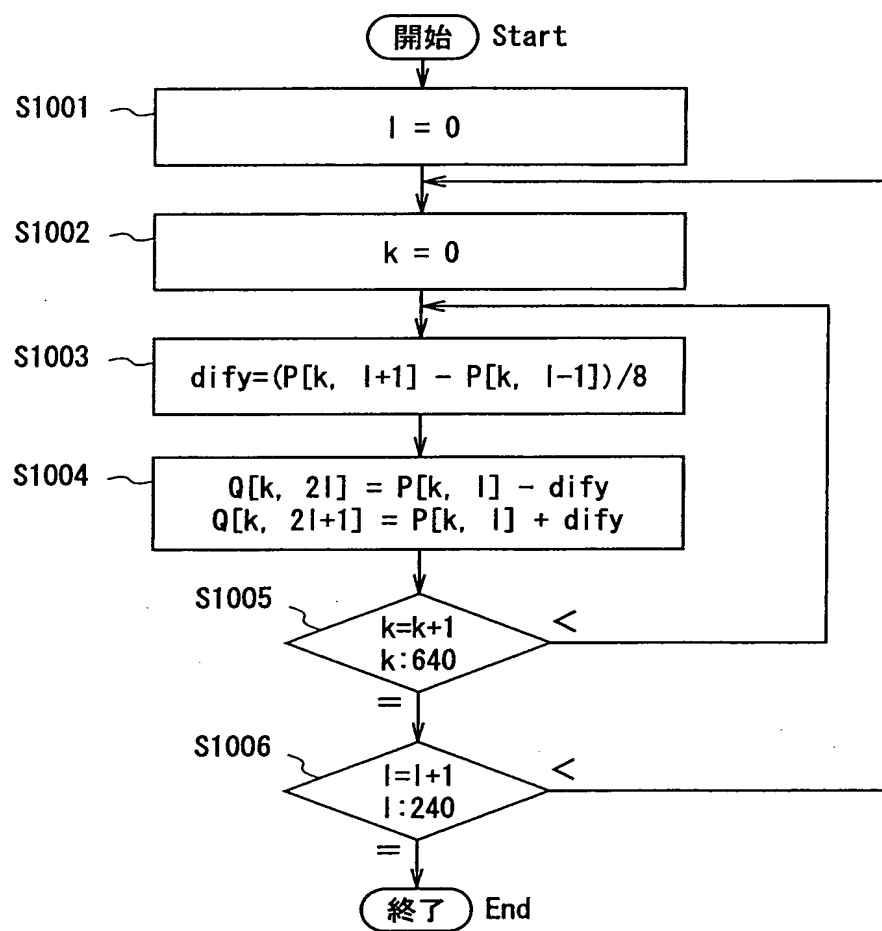 開始 Start
S1001
l = 0
S1002
k = 0
S1003
dify=(P[k, l+1] - P[k, l-1])/8
S1004
Q[k, 2l] = P[k, l] - dify
Q[k, 2l+1] = P[k, l] + dify
S1005
k=k+1
k:640
<
=
S1006
l=l+1
l:240
<
=
終了 End